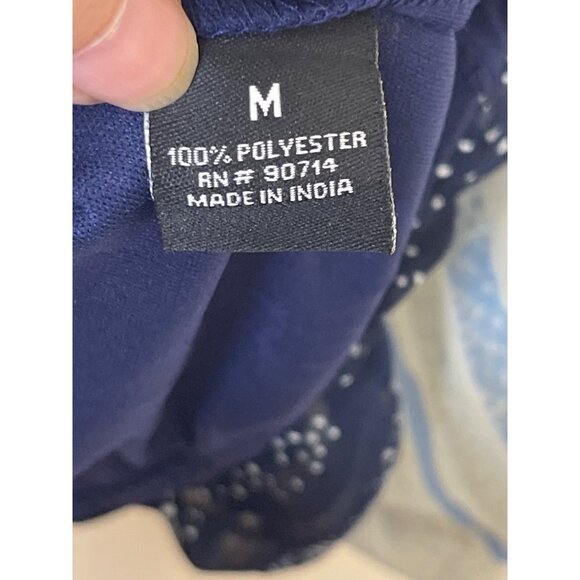 M
100% POLYESTER
RN# 90714
MADE IN INDIA